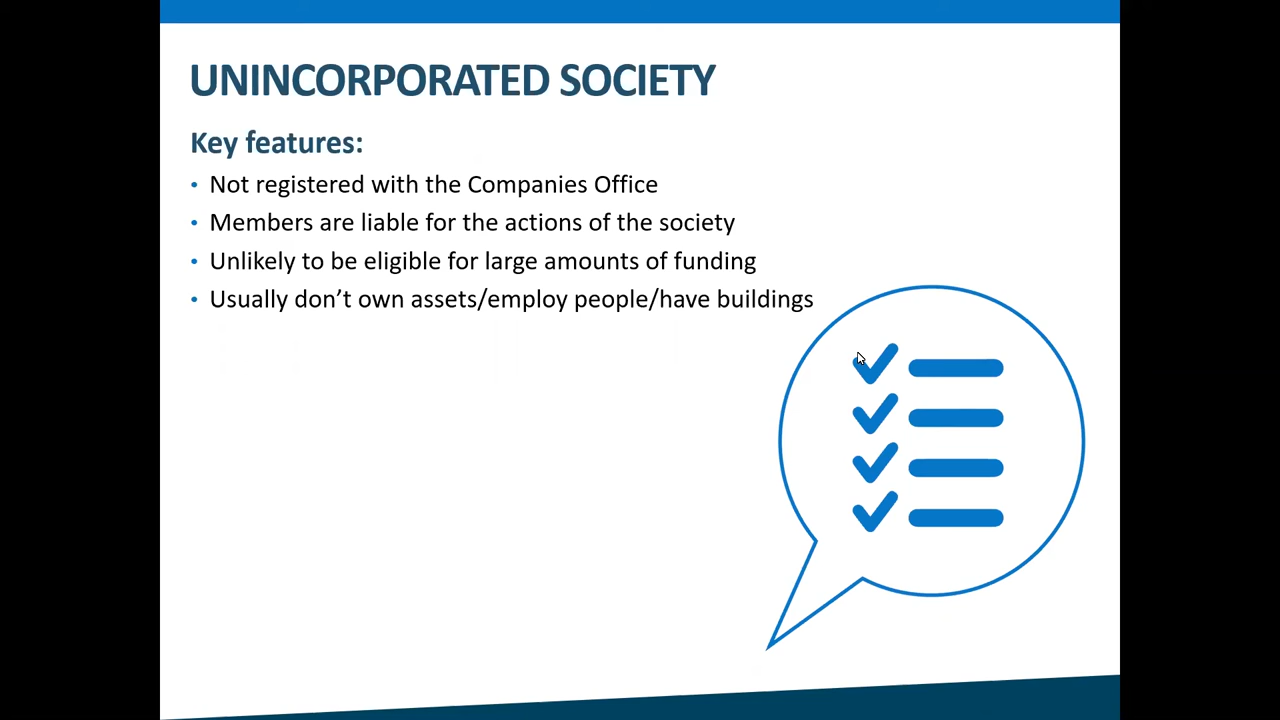 UNINCORPORATED SOCIETY
Key features:
• Not registered with the Companies Office
• Members are liable for the actions of the society
• Unlikely to be eligible for large amounts of funding
• Usually don’t own assets/employ people/have buildings